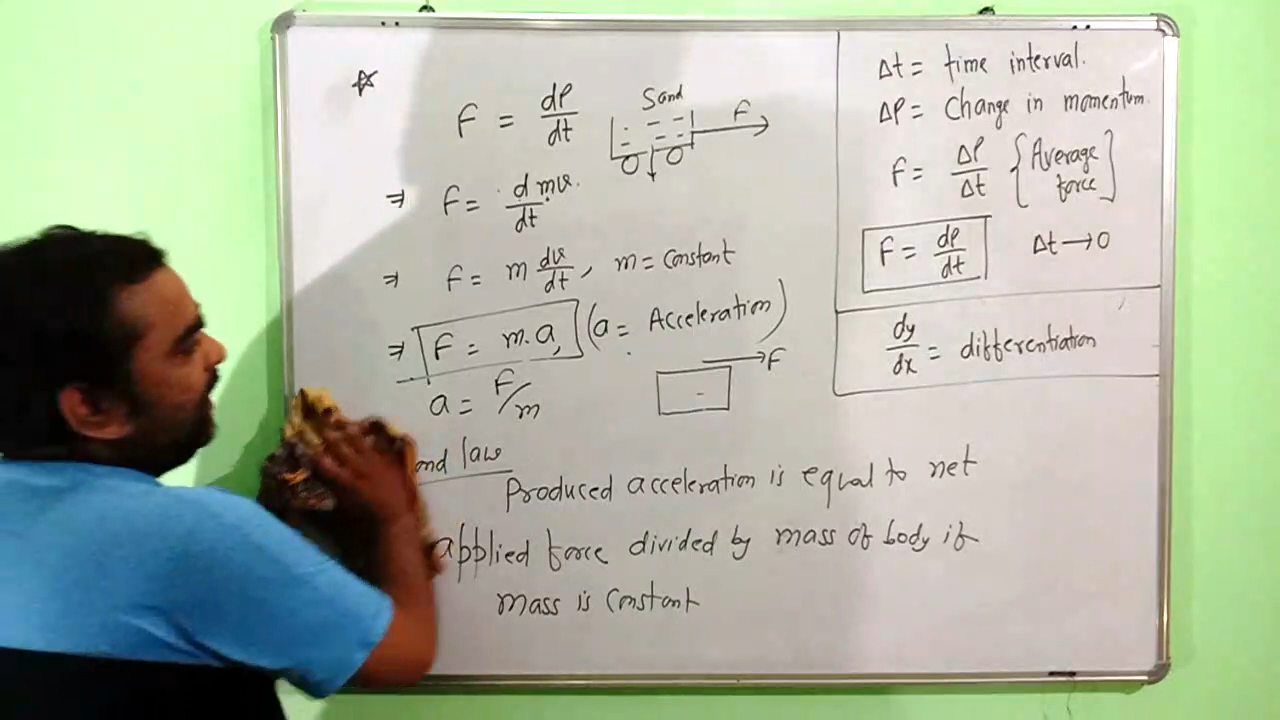 ☆ F = dP/dt
Sand
F
⇒ F = d mv/dt
⇒ F = m dv/dt, m = constant
⇒ F = m.a, (a = Acceleration)
a = F/m
F
ond law
Produced acceleration is equal to net
applied force divided by mass of body if
mass is constant
Δt = time interval.
ΔP = Change in momentum.
F = ΔP/Δt {Average force}
F = dP/dt Δt → 0
dy/dx = differentiation